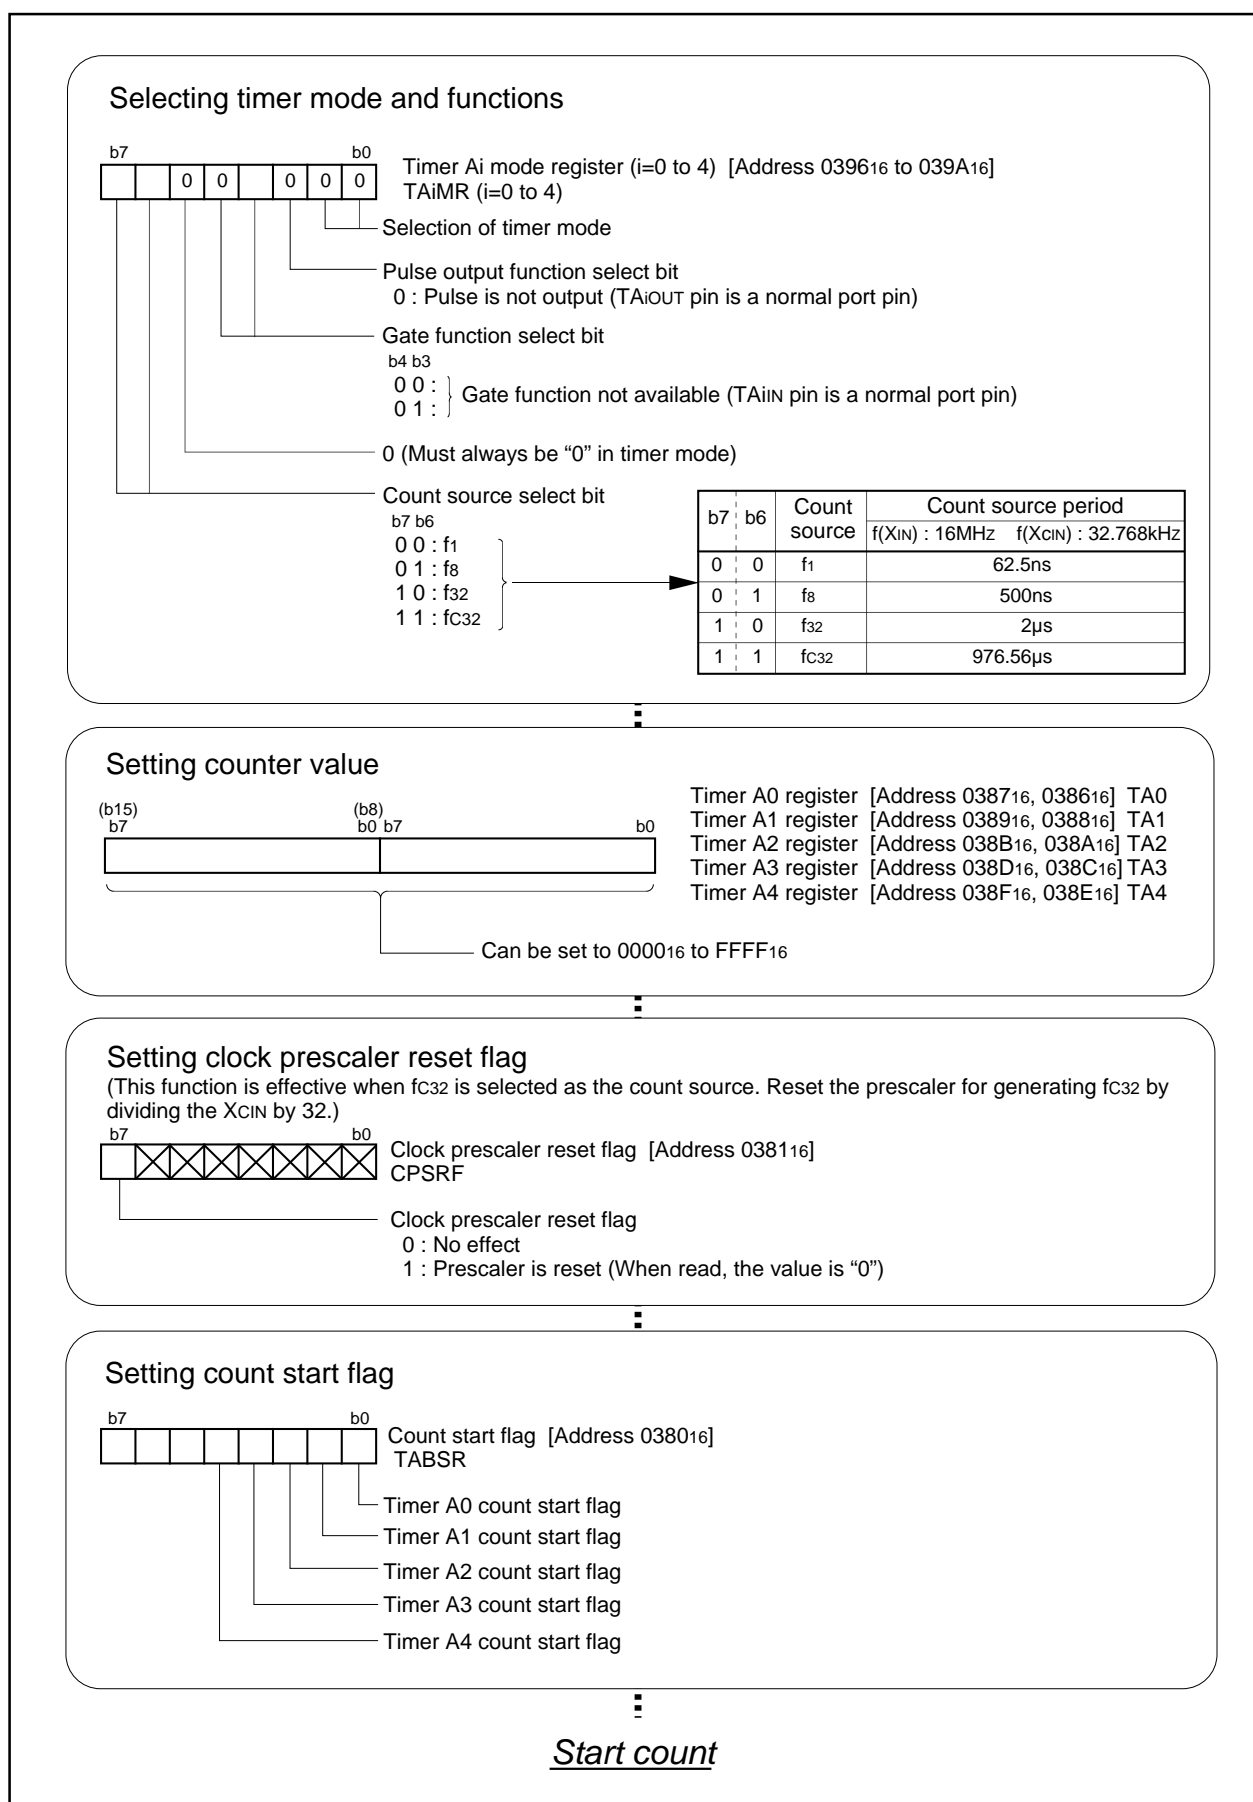 Selecting timer mode and functions
b7 b0
0 0 0 0 0
Timer Ai mode register (i=0 to 4) [Address 039616 to 039A16]
TAiMR (i=0 to 4)
Selection of timer mode
Pulse output function select bit
0 : Pulse is not output (TAiOUT pin is a normal port pin)
Gate function select bit
b4 b3
0 0 :
0 1 :
Gate function not available (TAiIN pin is a normal port pin)
0 (Must always be “0” in timer mode)
Count source select bit
b7 b6
0 0 : f1
0 1 : f8
1 0 : f32
1 1 : fC32
b7 b6 Count source Count source period
f(XIN) : 16MHz f(XCIN) : 32.768kHz
0 0 f1 62.5ns
0 1 f8 500ns
1 0 f32 2µs
1 1 fC32 976.56µs
Setting counter value
(b15) (b8)
b7 b0 b7 b0
Timer A0 register [Address 038716, 038616] TA0
Timer A1 register [Address 038916, 038816] TA1
Timer A2 register [Address 038B16, 038A16] TA2
Timer A3 register [Address 038D16, 038C16] TA3
Timer A4 register [Address 038F16, 038E16] TA4
Can be set to 000016 to FFFF16
Setting clock prescaler reset flag
(This function is effective when fC32 is selected as the count source. Reset the prescaler for generating fC32 by
dividing the XCIN by 32.)
b7 b0
Clock prescaler reset flag [Address 038116]
CPSRF
Clock prescaler reset flag
0 : No effect
1 : Prescaler is reset (When read, the value is “0”)
Setting count start flag
b7 b0
Count start flag [Address 038016]
TABSR
Timer A0 count start flag
Timer A1 count start flag
Timer A2 count start flag
Timer A3 count start flag
Timer A4 count start flag
Start count